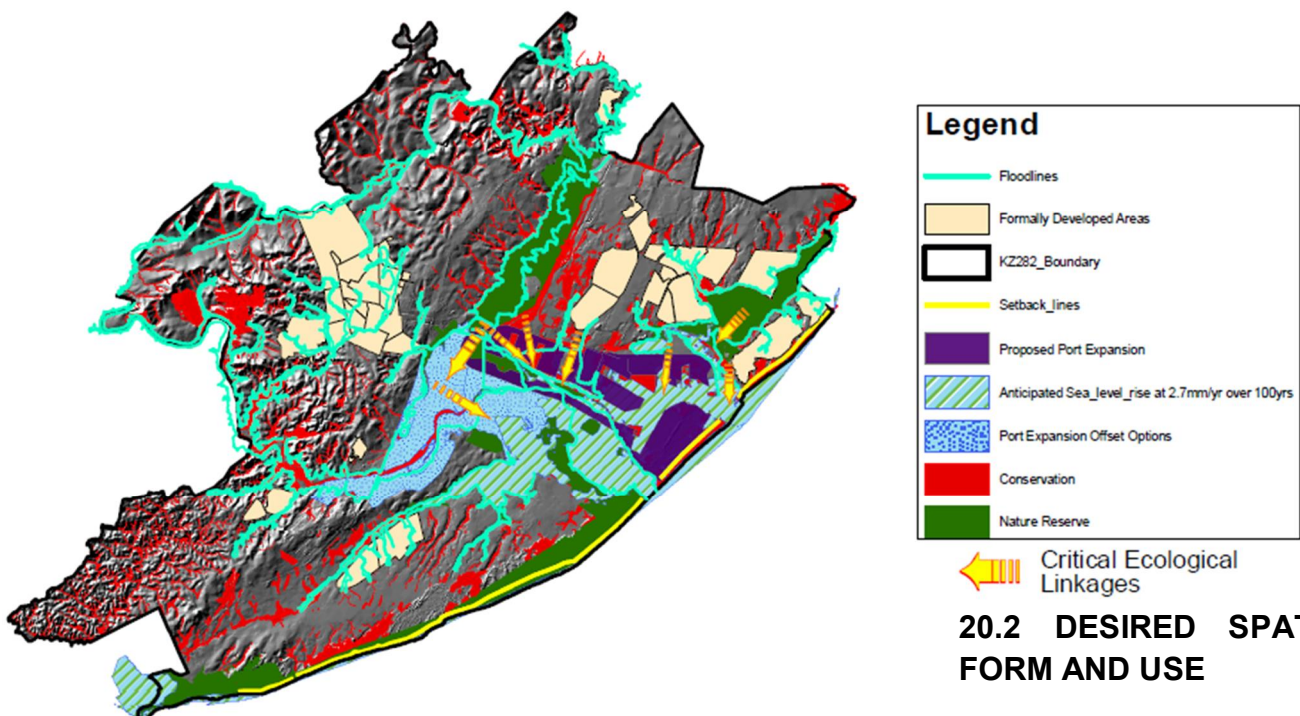 Legend
Floodlines
Formally Developed Areas
KZ282_Boundary
Setback_lines
Proposed Port Expansion
Anticipated Sea_level_rise at 2.7mm/yr over 100yrs
Port Expansion Offset Options
Conservation
Nature Reserve
Critical Ecological
Linkages
20.2 DESIRED SPAT
FORM AND USE